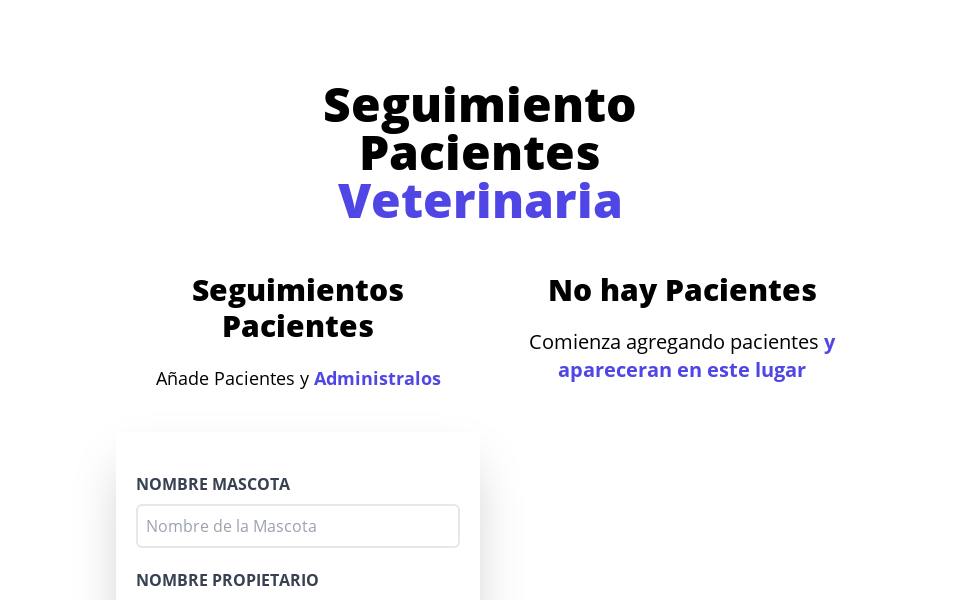 Seguimiento
Pacientes
Veterinaria
Seguimientos
Pacientes
Añade Pacientes y Administralos
NOMBRE MASCOTA
Nombre de la Mascota
NOMBRE PROPIETARIO
No hay Pacientes
Comienza agregando pacientes y
apareceran en este lugar